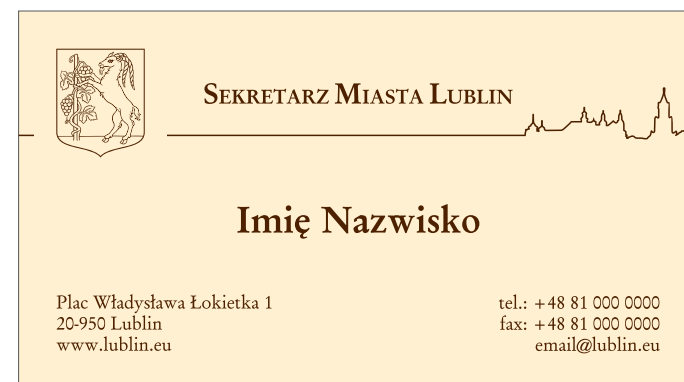 Sekretarz Miasta Lublin
Imię Nazwisko
Plac Władysława Łokietka 1
20-950 Lublin
www.lublin.eu
tel.: +48 81 000 0000
fax: +48 81 000 0000
email@lublin.eu